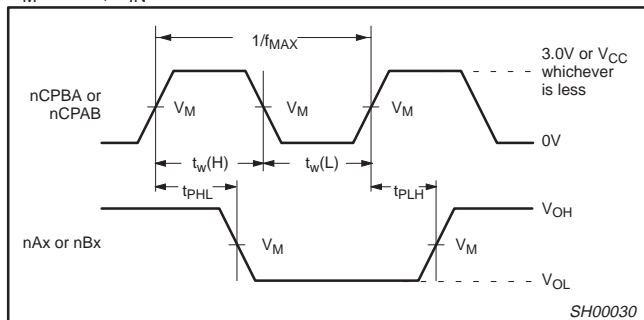 1/fMAX
3.0V or VCC
whichever
is less
nCPBA or
nCPAB
VM
VM
VM
0V
tw(H)
tw(L)
tPHL
tPLH
VOH
nAx or nBx
VM
VM
VOL
SH00030